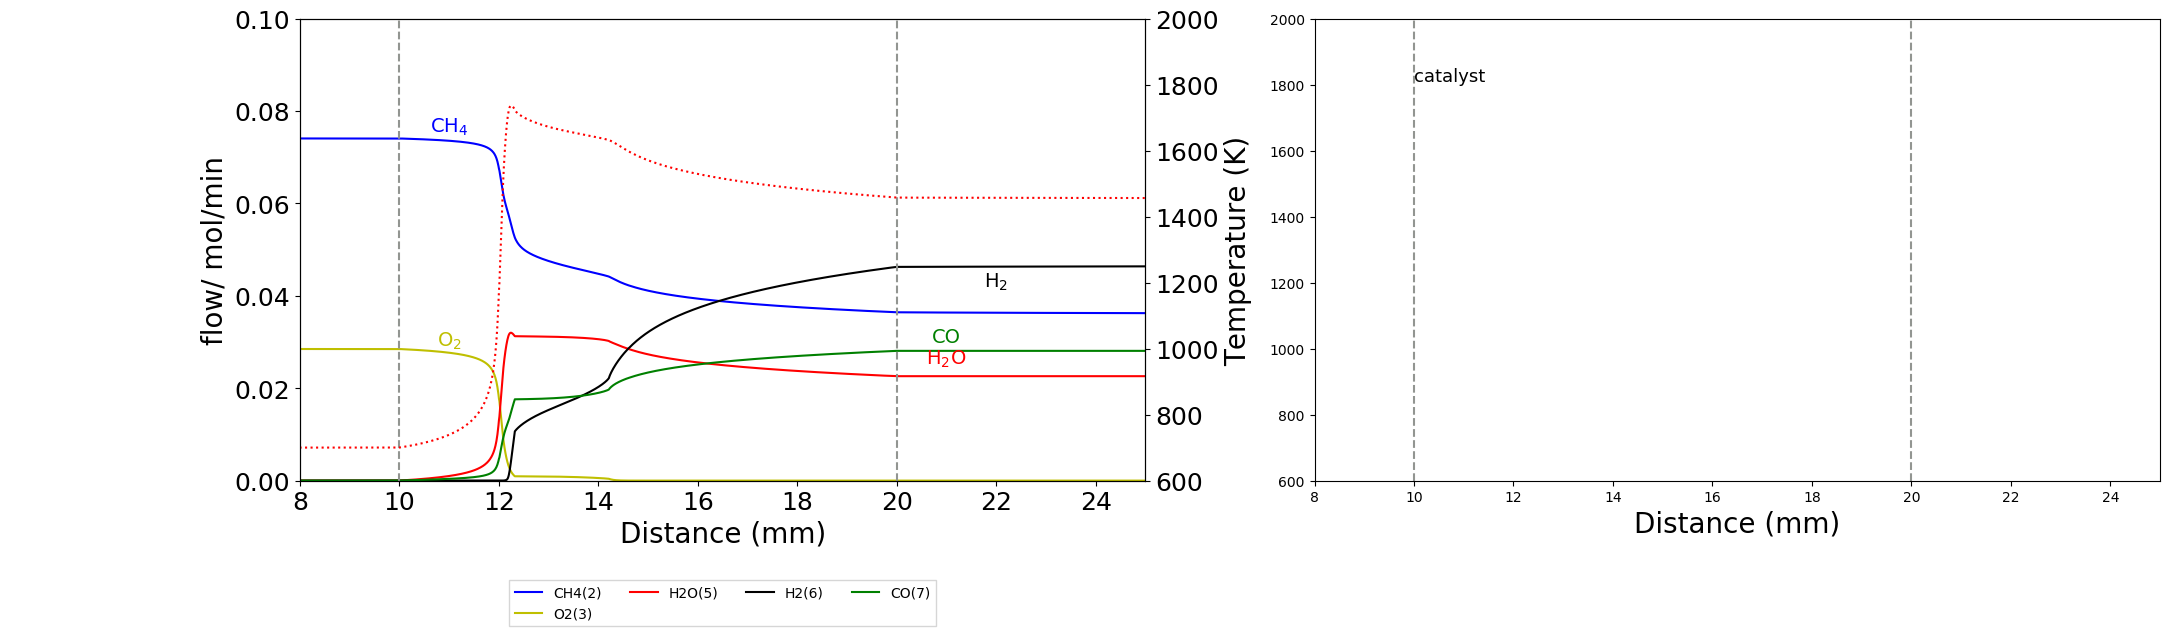 0.10
0.08
0.06
0.04
0.02
0.00
flow/ mol/min
8 10 12 14 16 18 20 22 24
Distance (mm)
CH4
O2
H2
CO
H2O
2000
1800
1600
1400
1200
1000
800
600
Temperature (K)
CH4(2) H2O(5) H2(6) CO(7)
O2(3)
2000
1800
1600
1400
1200
1000
800
600
catalyst
8 10 12 14 16 18 20 22 24
Distance (mm)